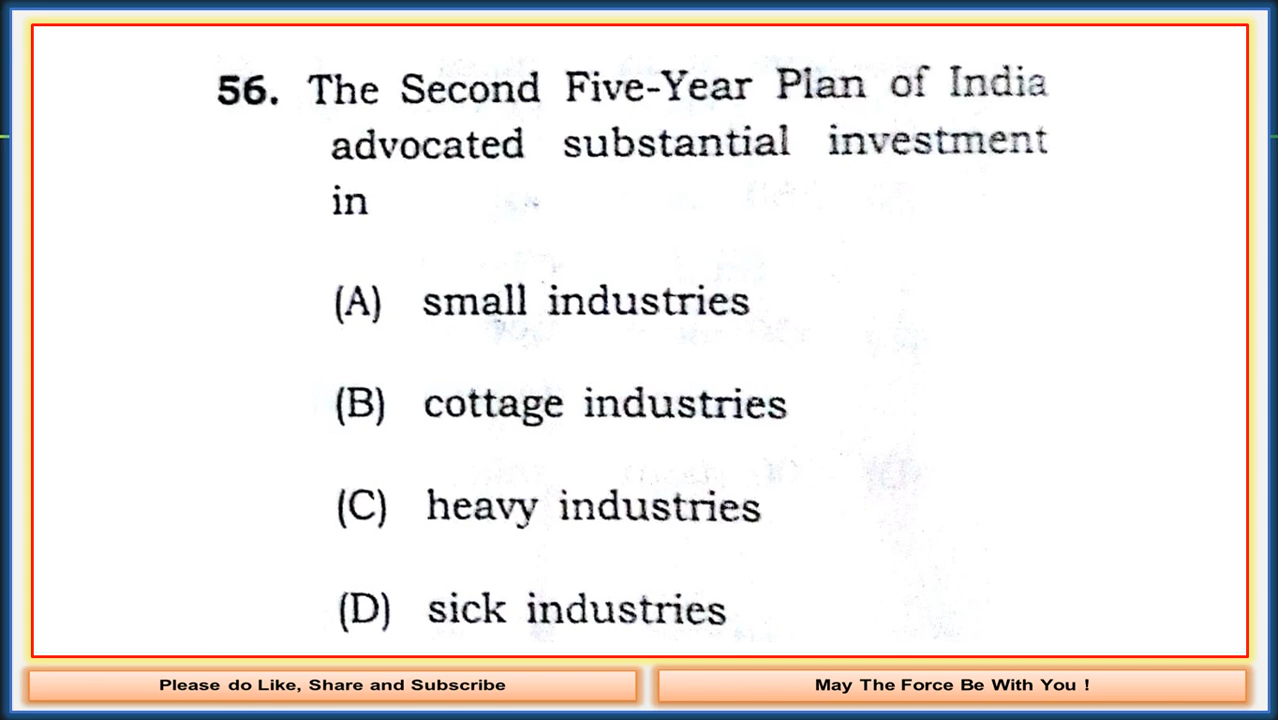 56. The Second Five-Year Plan of India
advocated substantial investment
in
(A) small industries
(B) cottage industries
(C) heavy industries
(D) sick industries
Please do Like, Share and Subscribe
May The Force Be With You !